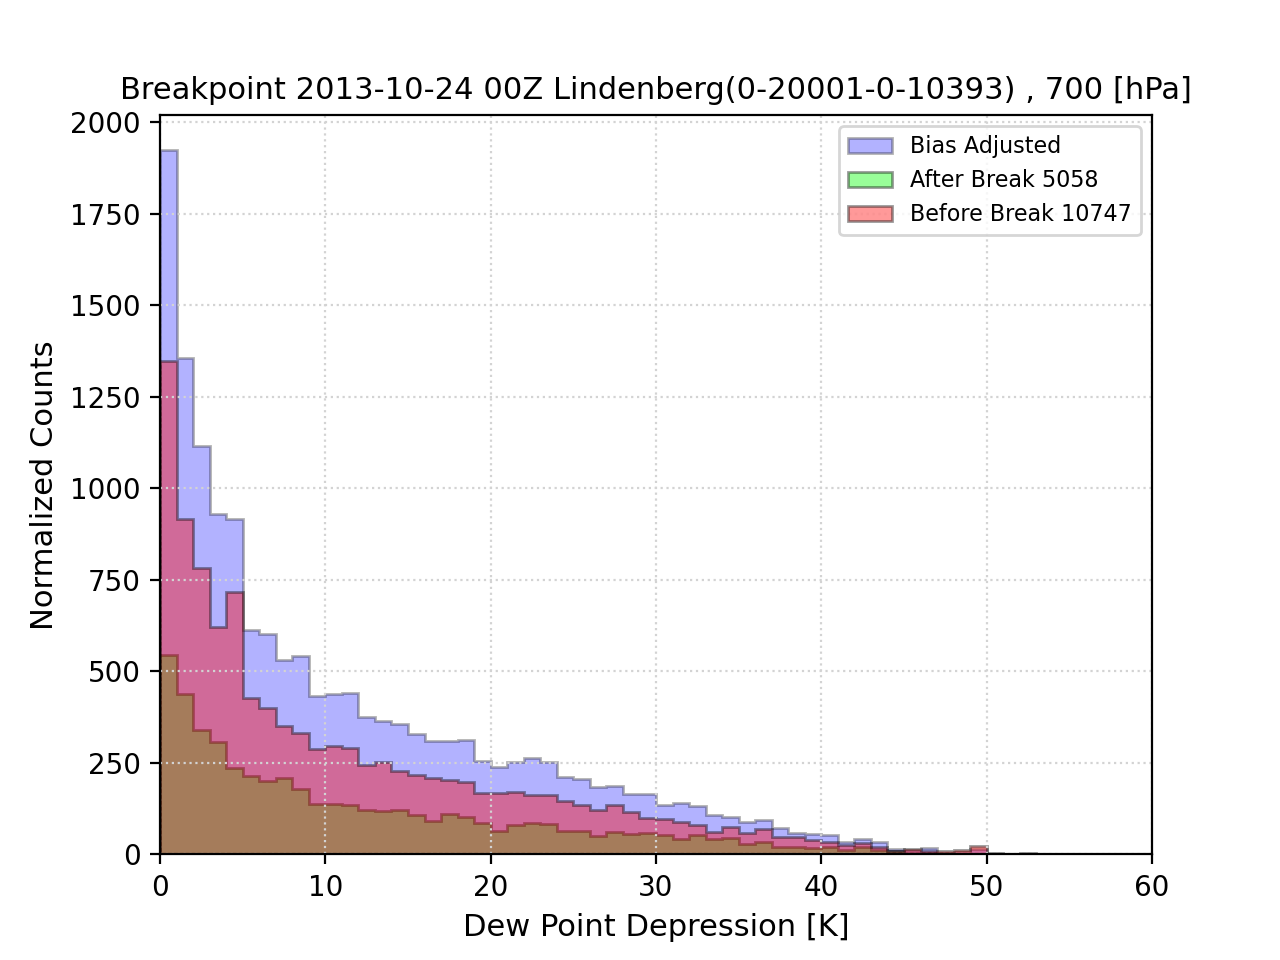 Breakpoint 2013-10-24 00Z Lindenberg(0-20001-0-10393) , 700 [hPa]
2000
1750
1500
1250
1000
750
500
250
0
Normalized Counts
Bias Adjusted
After Break 5058
Before Break 10747
0 10 20 30 40 50 60
Dew Point Depression [K]